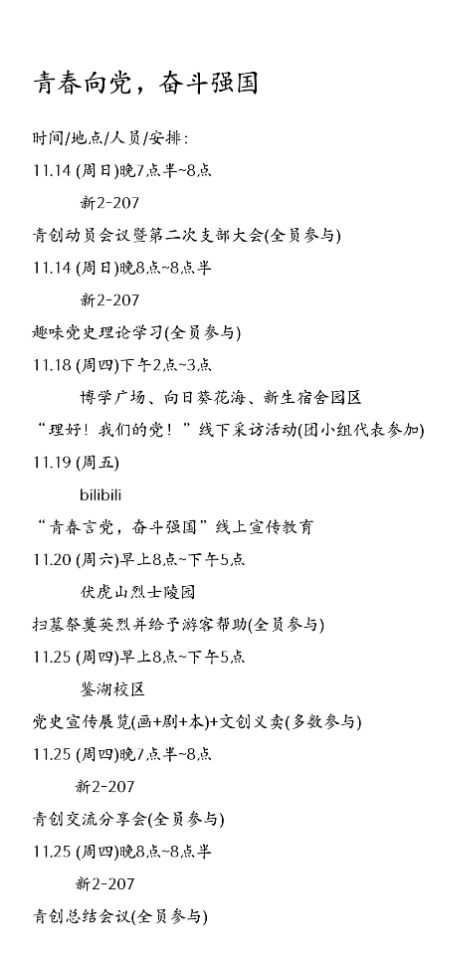 青春向党，奋斗强国
时间/地点/人员/安排：
11.14 (周日)晚7点半~8点
新2-207
青创动员会议暨第二次支部大会(全员参与)
11.14 (周日)晚8点~8点半
新2-207
趣味党史理论学习(全员参与)
11.18 (周四)下午2点~3点
博学广场、向日葵花海、新生宿舍园区
“理好！我们的党！”线下采访活动(团小组代表参加)
11.19 (周五)
bilibili
“青春言党，奋斗强国”线上宣传教育
11.20 (周六)早上8点~下午5点
伏虎山烈士陵园
扫墓祭奠英烈并给予游客帮助(全员参与)
11.25 (周四)早上8点~下午5点
鉴湖校区
党史宣传展览(画+剧+本)+文创义卖(多数参与)
11.25 (周四)晚7点半~8点
新2-207
青创交流分享会(全员参与)
11.25 (周四)晚8点~8点半
新2-207
青创总结会议(全员参与)